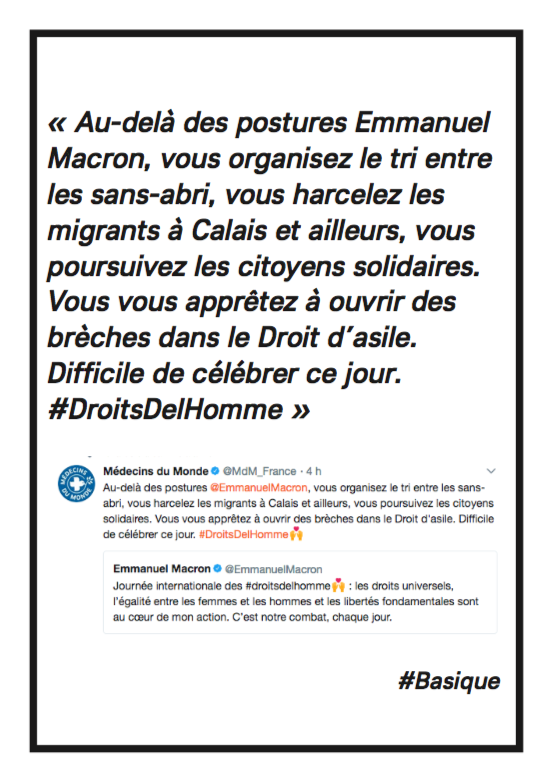 « Au-delà des postures Emmanuel
Macron, vous organisez le tri entre
les sans-abri, vous harcelez les
migrants à Calais et ailleurs, vous
poursuivez les citoyens solidaires.
Vous vous apprêtez à ouvrir des
brèches dans le Droit d'asile.
Difficile de célébrer ce jour.
#DroitsDelHomme »
MÉDECINS DU MONDE
Médecins du Monde @MdM_France · 4 h
Au-delà des postures @EmmanuelMacron, vous organisez le tri entre les sans-
abri, vous harcelez les migrants à Calais et ailleurs, vous poursuivez les citoyens
solidaires. Vous vous apprêtez à ouvrir des brèches dans le Droit d'asile. Difficile
de célébrer ce jour. #DroitsDelHomme
Emmanuel Macron @EmmanuelMacron
Journée internationale des #droitsdelhomme : les droits universels,
l'égalité entre les femmes et les hommes et les libertés fondamentales sont
au cœur de mon action. C'est notre combat, chaque jour.
#Basique